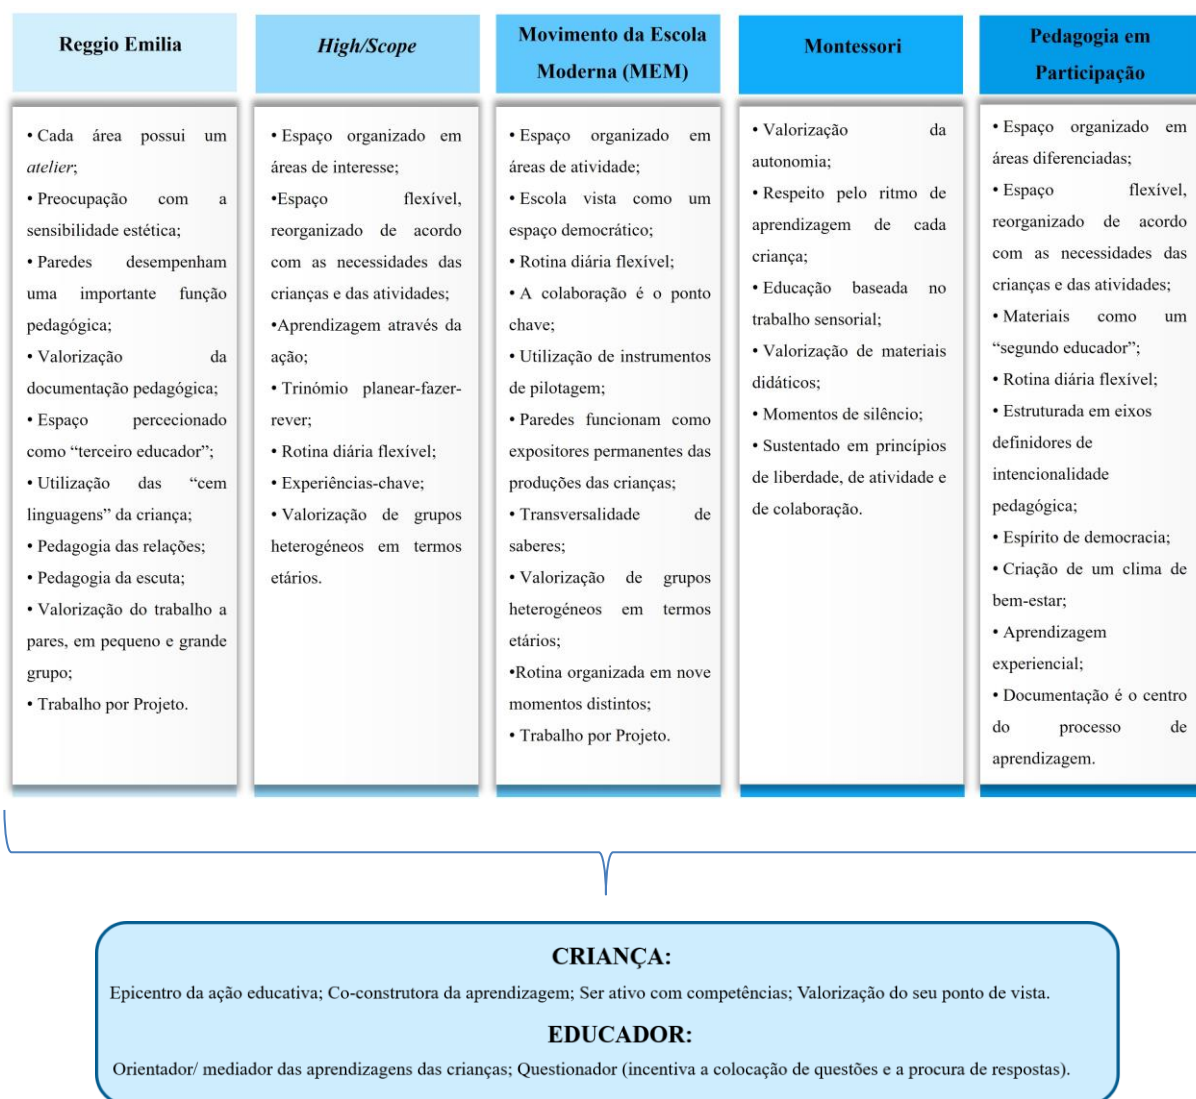 Reggio Emilia
• Cada área possui um
atelier;
• Preocupação com a
sensibilidade estética;
• Paredes desempenham
uma importante função
pedagógica;
• Valorização da
documentação pedagógica;
• Espaço percecionado
como “terceiro educador”;
• Utilização das “cem
linguagens” da criança;
• Pedagogia das relações;
• Pedagogia da escuta;
• Valorização do trabalho a
pares, em pequeno e grande
grupo;
• Trabalho por Projeto.
High/Scope
• Espaço organizado em
áreas de interesse;
•Espaço flexível,
reorganizado de acordo
com as necessidades das
crianças e das atividades;
•Aprendizagem através da
ação;
• Trinómio planear-fazer-
rever;
• Rotina diária flexível;
• Experiências-chave;
• Valorização de grupos
heterogéneos em termos
etários.
Movimento da Escola
Moderna (MEM)
• Espaço organizado em
áreas de atividade;
• Escola vista como um
espaço democrático;
• Rotina diária flexível;
• A colaboração é o ponto
chave;
• Utilização de instrumentos
de pilotagem;
• Paredes funcionam como
expositores permanentes das
produções das crianças;
• Transversalidade de
saberes;
• Valorização de grupos
heterogéneos em termos
etários;
•Rotina organizada em nove
momentos distintos;
• Trabalho por Projeto.
Montessori
• Valorização da
autonomia;
• Respeito pelo ritmo de
aprendizagem de cada
criança;
• Educação baseada no
trabalho sensorial;
• Valorização de materiais
didáticos;
• Momentos de silêncio;
• Sustentado em princípios
de liberdade, de atividade e
de colaboração.
Pedagogia em
Participação
• Espaço organizado em
áreas diferenciadas;
• Espaço flexível,
reorganizado de acordo
com as necessidades das
crianças e das atividades;
• Materiais como um
“segundo educador”;
• Rotina diária flexível;
• Estruturada em eixos
definidores de
intencionalidade
pedagógica;
• Espírito de democracia;
• Criação de um clima de
bem-estar;
• Aprendizagem
experiencial;
• Documentação é o centro
do processo de
aprendizagem.
CRIANÇA:
Epicentro da ação educativa; Co-construtora da aprendizagem; Ser ativo com competências; Valorização do seu ponto de vista.
EDUCADOR:
Orientador/ mediador das aprendizagens das crianças; Questionador (incentiva a colocação de questões e a procura de respostas).